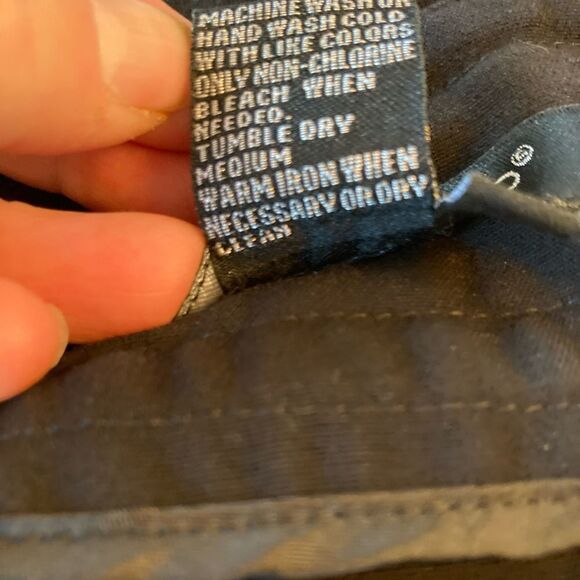 MACHINE WASH OR
HAND WASH COLD
WITH LIKE COLORS
ONLY NON-CHLORINE
BLEACH WHEN
NEEDED.
TUMBLE DRY
MEDIUM
WARM IRON WHEN
NECESSARY OR DRY
CLEAN
®